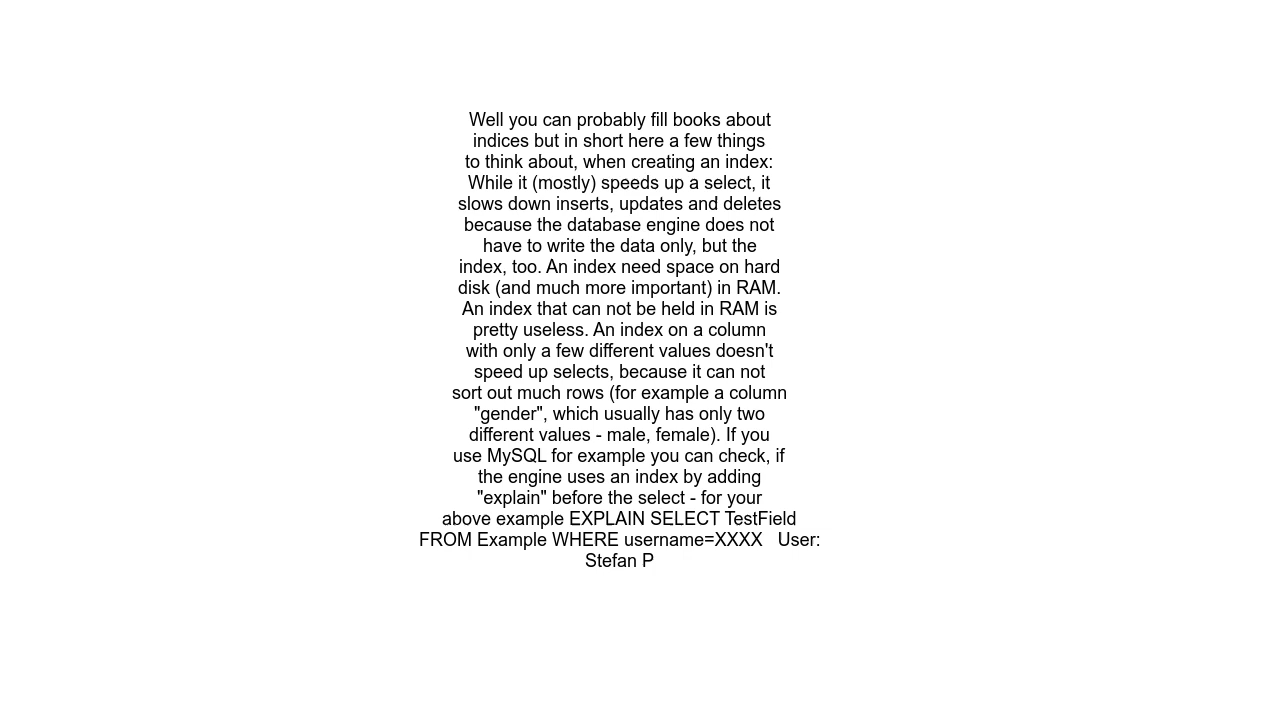 Well you can probably fill books about
indices but in short here a few things
to think about, when creating an index:
While it (mostly) speeds up a select, it
slows down inserts, updates and deletes
because the database engine does not
have to write the data only, but the
index, too. An index need space on hard
disk (and much more important) in RAM.
An index that can not be held in RAM is
pretty useless. An index on a column
with only a few different values doesn't
speed up selects, because it can not
sort out much rows (for example a column
"gender", which usually has only two
different values - male, female). If you
use MySQL for example you can check, if
the engine uses an index by adding
"explain" before the select - for your
above example EXPLAIN SELECT TestField
FROM Example WHERE username=XXXX   User:
Stefan P